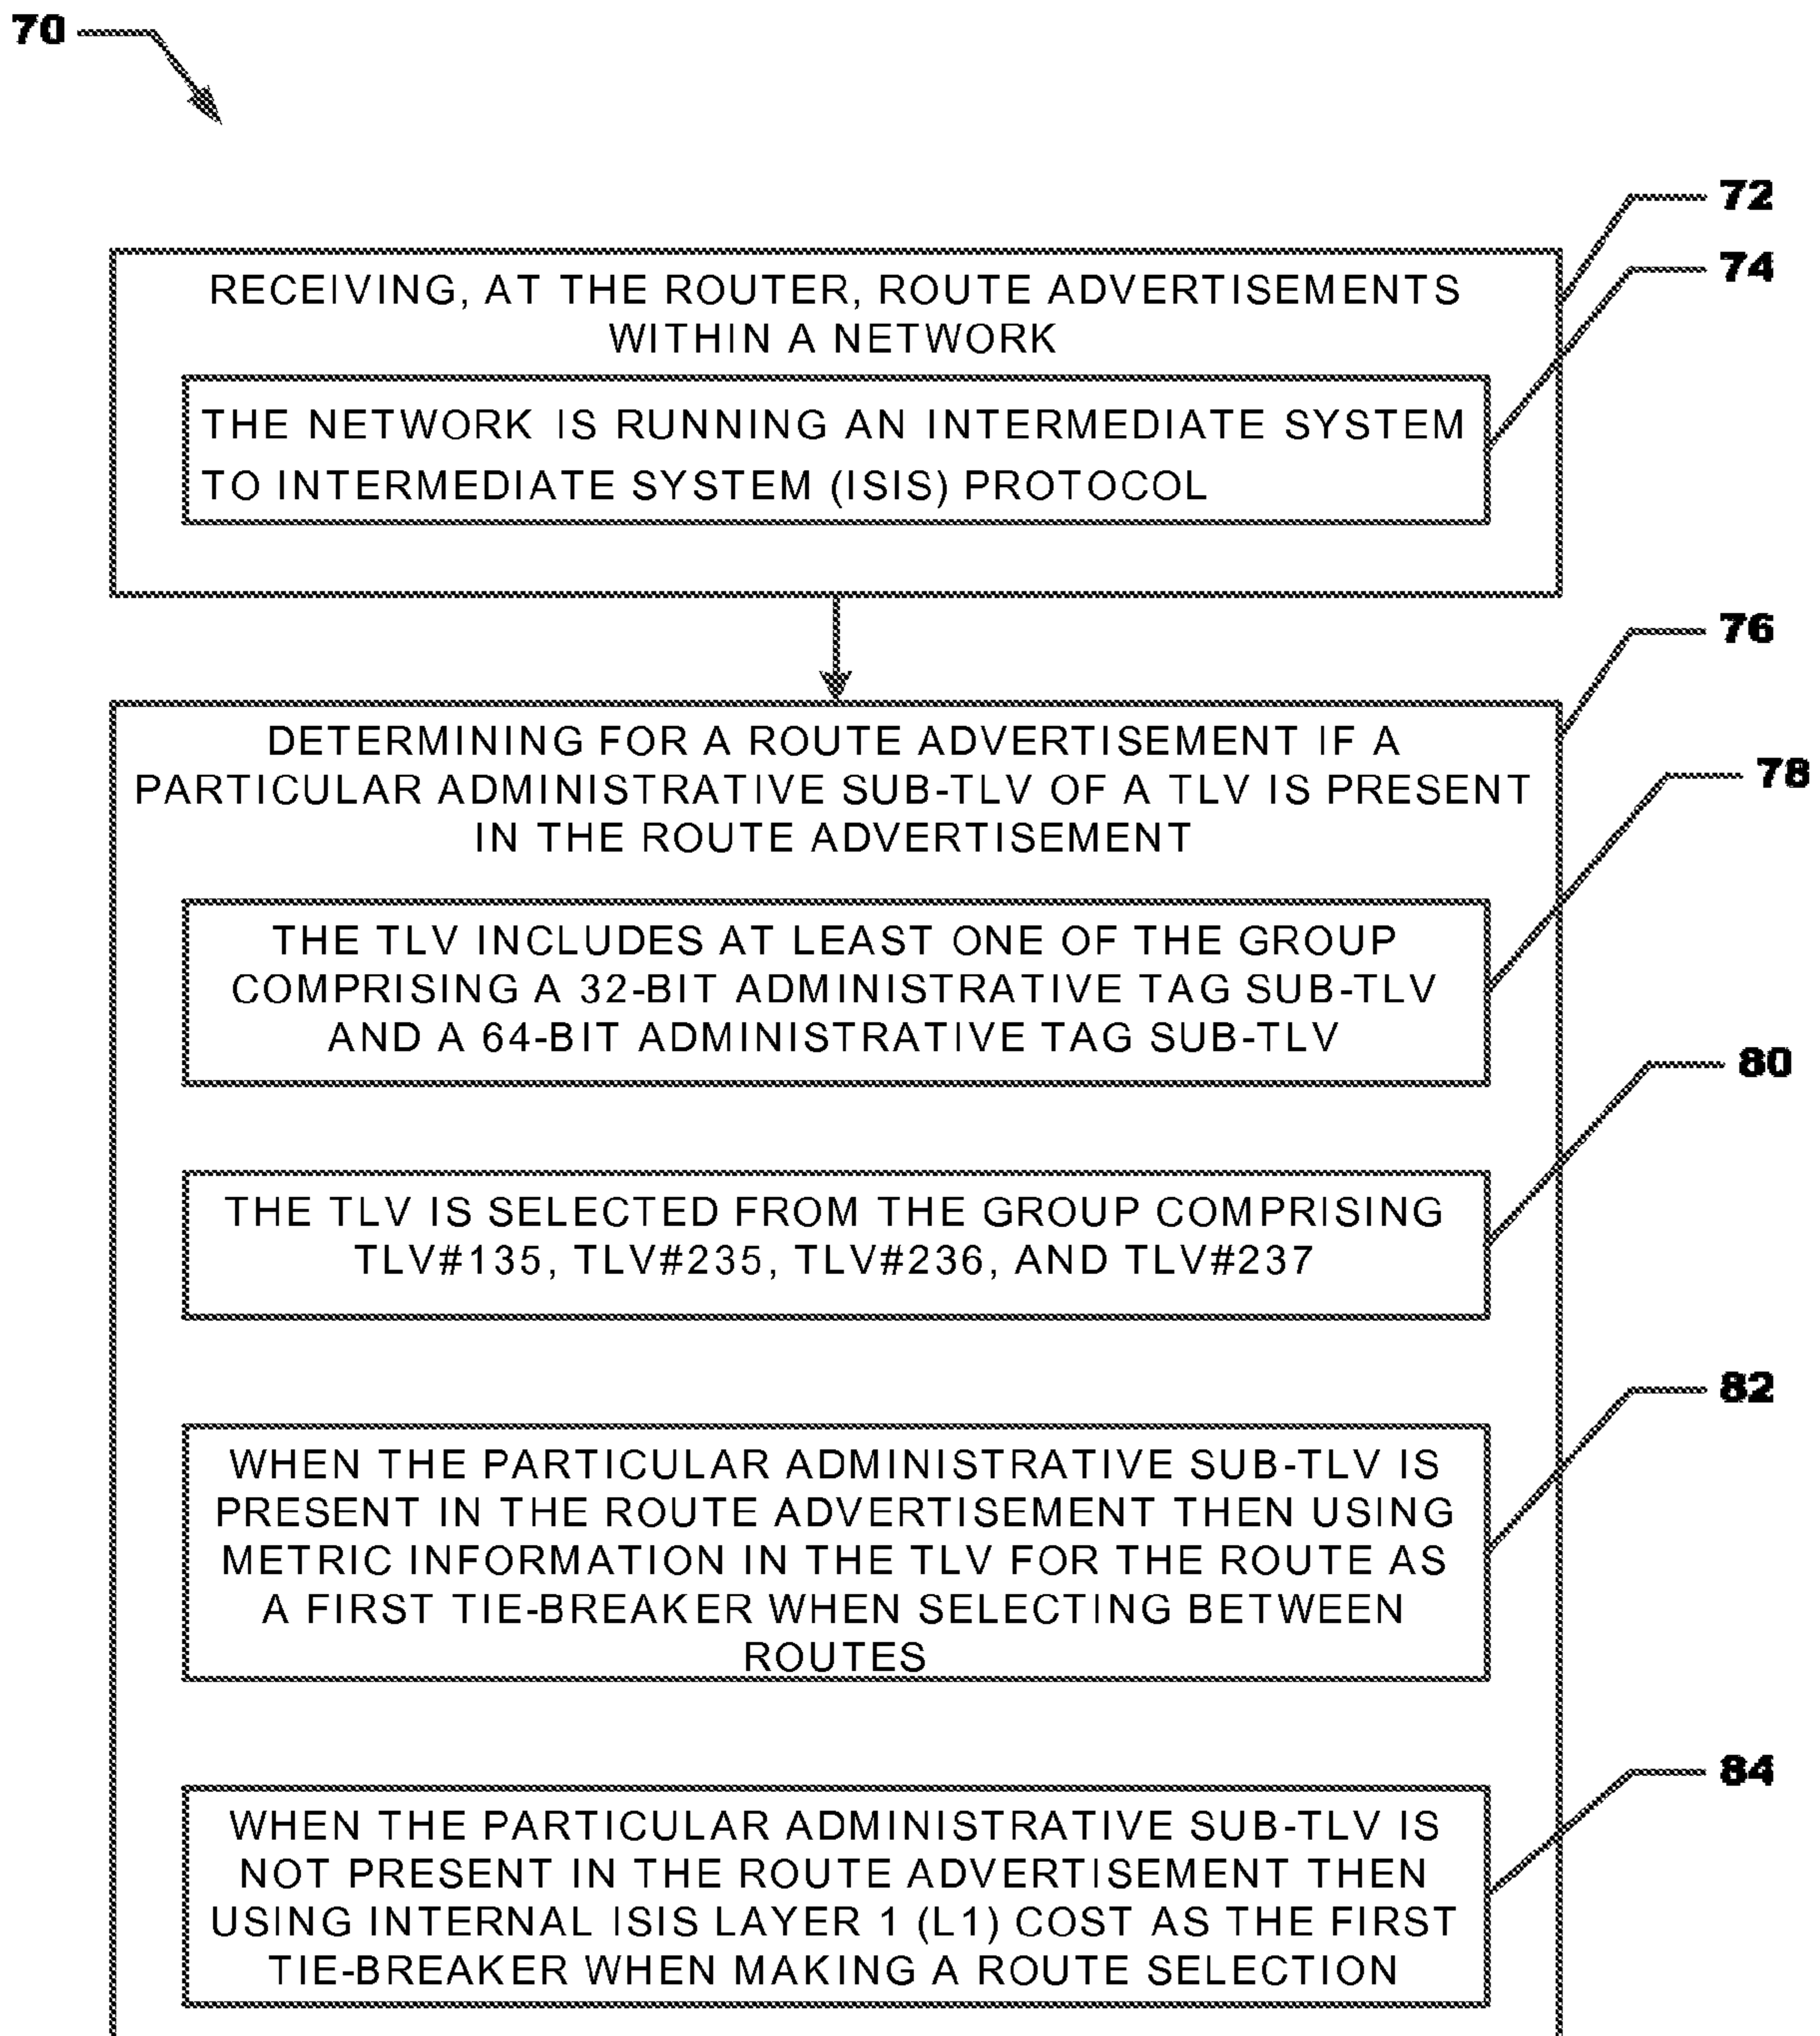 70
72
RECEIVING, AT THE ROUTER, ROUTE ADVERTISEMENTS
WITHIN A NETWORK
74
THE NETWORK IS RUNNING AN INTERMEDIATE SYSTEM
TO INTERMEDIATE SYSTEM (ISIS) PROTOCOL
76
DETERMINING FOR A ROUTE ADVERTISEMENT IF A
PARTICULAR ADMINISTRATIVE SUB-TLV OF A TLV IS PRESENT
IN THE ROUTE ADVERTISEMENT
78
THE TLV INCLUDES AT LEAST ONE OF THE GROUP
COMPRISING A 32-BIT ADMINISTRATIVE TAG SUB-TLV
AND A 64-BIT ADMINISTRATIVE TAG SUB-TLV
80
THE TLV IS SELECTED FROM THE GROUP COMPRISING
TLV#135, TLV#235, TLV#236, AND TLV#237
82
WHEN THE PARTICULAR ADMINISTRATIVE SUB-TLV IS
PRESENT IN THE ROUTE ADVERTISEMENT THEN USING
METRIC INFORMATION IN THE TLV FOR THE ROUTE AS
A FIRST TIE-BREAKER WHEN SELECTING BETWEEN
ROUTES
84
WHEN THE PARTICULAR ADMINISTRATIVE SUB-TLV IS
NOT PRESENT IN THE ROUTE ADVERTISEMENT THEN
USING INTERNAL ISIS LAYER 1 (L1) COST AS THE FIRST
TIE-BREAKER WHEN MAKING A ROUTE SELECTION